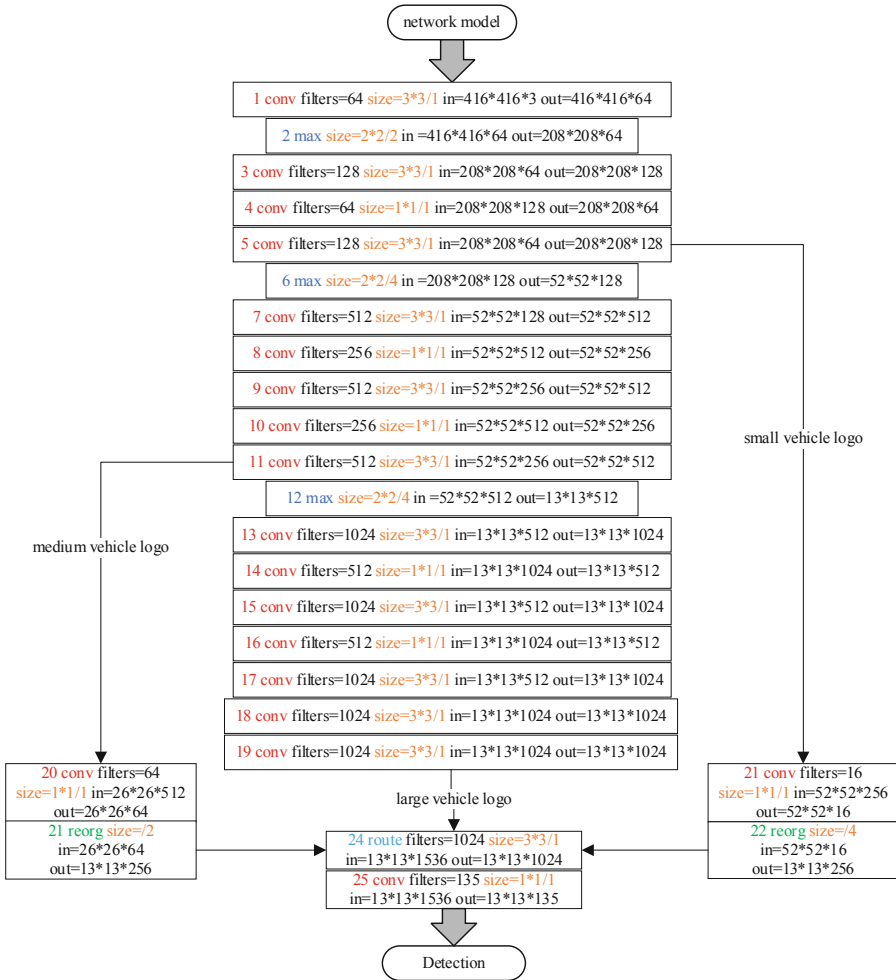 network model
1 conv filters=64 size=3*3/1 in=416*416*3 out=416*416*64
2 max size=2*2/2 in =416*416*64 out=208*208*64
3 conv filters=128 size=3*3/1 in=208*208*64 out=208*208*128
4 conv filters=64 size=1*1/1 in=208*208*128 out=208*208*64
5 conv filters=128 size=3*3/1 in=208*208*64 out=208*208*128
6 max size=2*2/4 in =208*208*128 out=52*52*128
7 conv filters=512 size=3*3/1 in=52*52*128 out=52*52*512
8 conv filters=256 size=1*1/1 in=52*52*512 out=52*52*256
9 conv filters=512 size=3*3/1 in=52*52*256 out=52*52*512
10 conv filters=256 size=1*1/1 in=52*52*512 out=52*52*256
small vehicle logo
11 conv filters=512 size=3*3/1 in=52*52*256 out=52*52*512
12 max size=2*2/4 in =52*52*512 out=13*13*512
13 conv filters=1024 size=3*3/1 in=13*13*512 out=13*13*1024
medium vehicle logo
14 conv filters=512 size=1*1/1 in=13*13*1024 out=13*13*512
15 conv filters=1024 size=3*3/1 in=13*13*512 out=13*13*1024
16 conv filters=512 size=1*1/1 in=13*13*1024 out=13*13*512
17 conv filters=1024 size=3*3/1 in=13*13*512 out=13*13*1024
18 conv filters=1024 size=3*3/1 in=13*13*1024 out=13*13*1024
19 conv filters=1024 size=3*3/1 in=13*13*1024 out=13*13*1024
20 conv filters=64
size=1*1/1 in=26*26*512
out=26*26*64
21 reorg size=/2
in=26*26*64
out=13*13*256
large vehicle logo
21 conv filters=16
size=1*1/1 in=52*52*256
out=52*52*16
22 reorg size=/4
in=52*52*16
out=13*13*256
24 route filters=1024 size=3*3/1
in=13*13*1536 out=13*13*1024
25 conv filters=135 size=1*1/1
in=13*13*1536 out=13*13*135
Detection